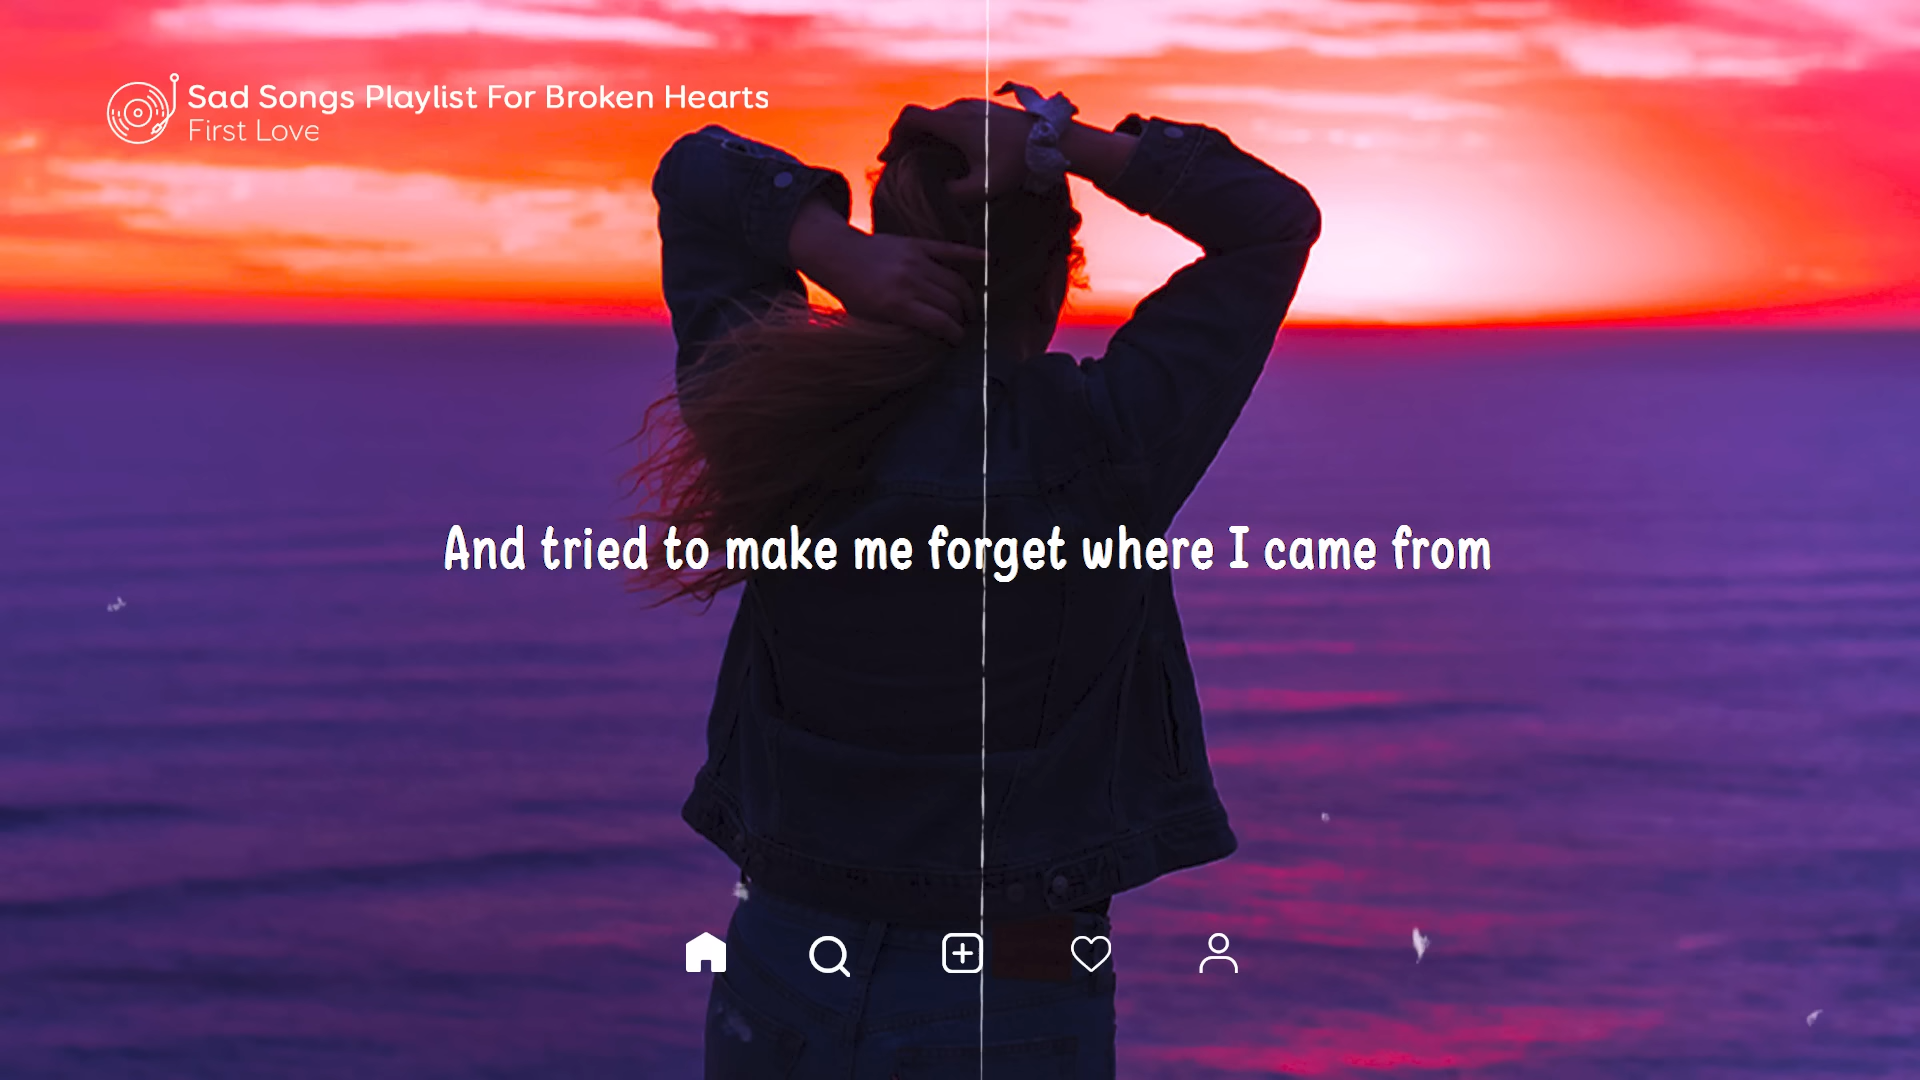 Sad Songs Playlist For Broken Hearts
First Love
And tried to make me forget where I came from